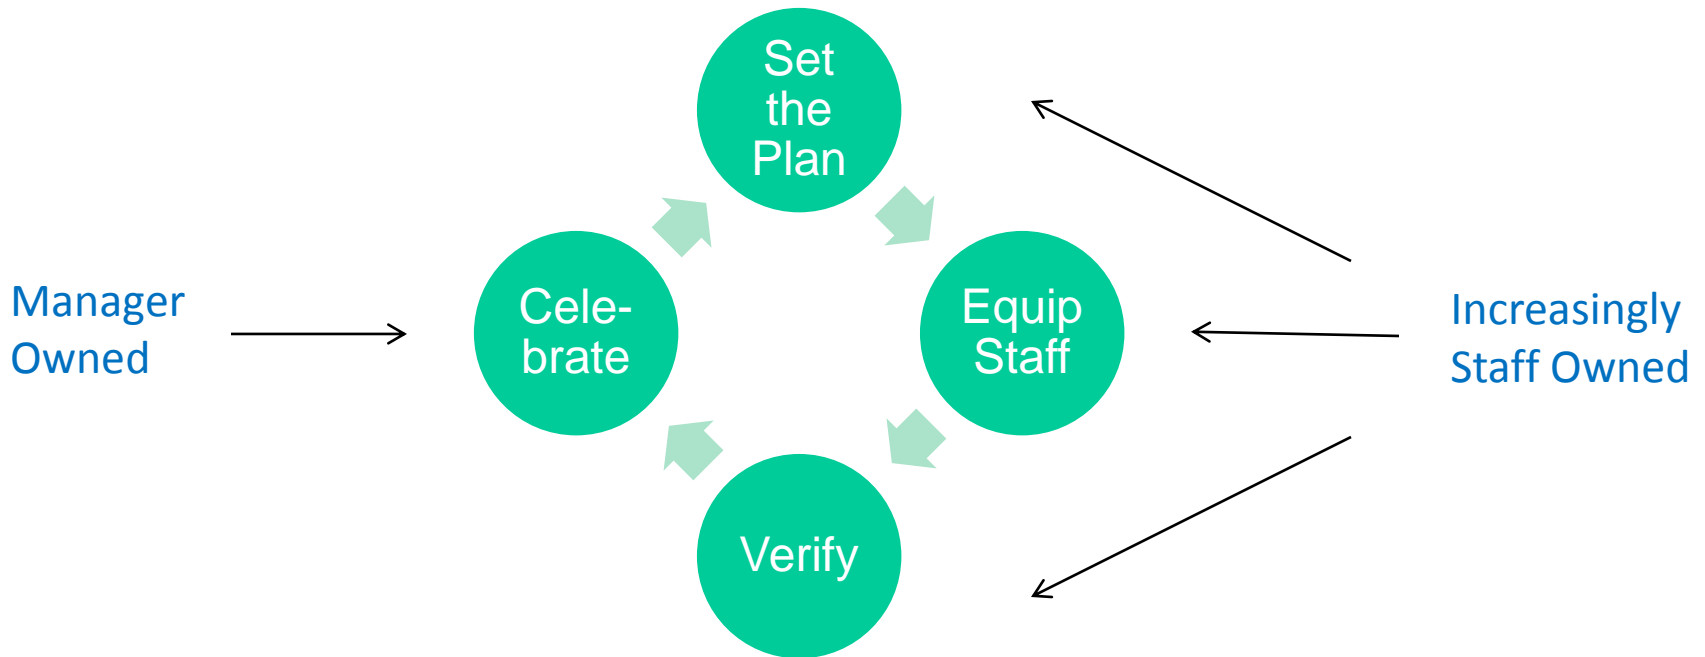 Set
the
Plan
Manager
Owned
Cele-
brate
Equip
Staff
Increasingly
Staff Owned
Verify